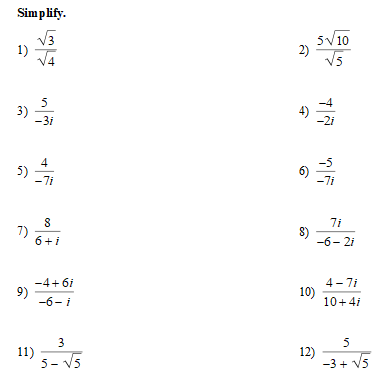 Simplify.
1) √3/√4
2) 5√10/√5
3) 5/-3i
4) -4/-2i
5) 4/-7i
6) -5/-7i
7) 8/6 + i
8) 7i/-6 - 2i
9) -4 + 6i/-6 - i
10) 4 - 7i/10 + 4i
11) 3/5 - √5
12) 5/-3 + √5